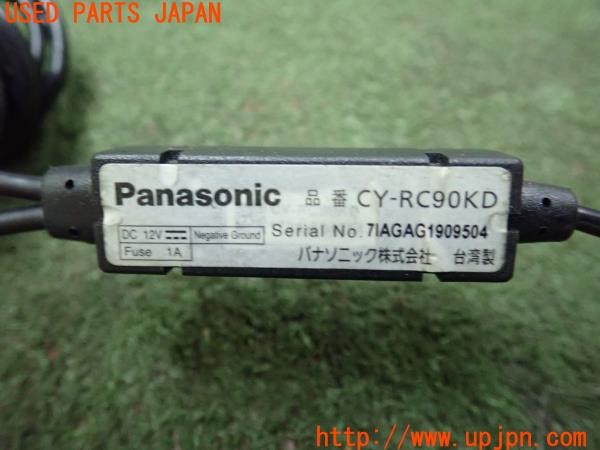 USED PARTS JAPAN
Panasonic 品番 CY-RC90KD
DC 12V Negative Ground Serial No. 7IAGAG1909504
Fuse 1A パナソニック株式会社 台湾製
http://www.upjpn.com